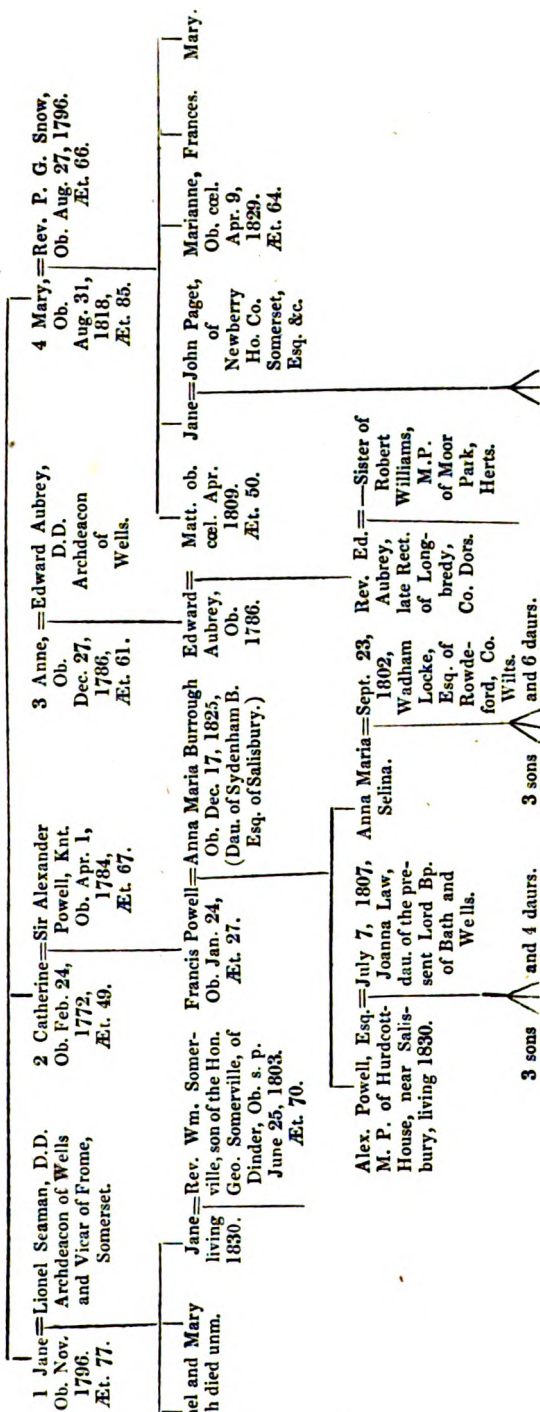 1 Jane=Lionel Seaman, D.D.
Ob. Nov. Archdeacon of Wells
1796. and Vicar of Frome,
Æt. 77. Somerset.
2 Catherine=Sir Alexander
Ob. Feb. 24, Powell, Knt.
1772, Ob. Apr. 1,
Æt. 49. 1784,
Æt. 67.
3 Anne,=Edward Aubrey,
Ob. D.D.
Dec. 27, Archdeacon
1786, of
Æt. 61. Wells.
4 Mary,=Rev. P. G. Snow,
Ob. Ob. Aug. 27, 1796.
Aug. 31, Æt. 66.
1818,
Æt. 85.
nel and Mary
h died unm.
Jane=Rev. Wm. Somer-
living ville, son of the Hon.
1830. Geo. Somerville, of
Dinder, Ob. s. p.
June 25, 1803.
Æt. 70.
Francis Powell=Anna Maria Burrough
Ob. Jan. 24, Ob. Dec. 17, 1825,
Æt. 27. (Dau. of Sydenham B.
Esq. of Salisbury.)
Edward=
Aubrey,
Ob.
1786.
Matt. ob.
cœl. Apr.
1809.
Æt. 50.
Jane=John Paget,
of
Newberry
Ho. Co.
Somerset,
Esq. &c.
Marianne,
Ob. cœl.
Apr. 9,
1829.
Æt. 64.
Frances.
Mary.
Alex. Powell, Esq.=July 7, 1807,
M. P. of Hurdcott- Joanna Law,
House, near Salis- dau. of the pre-
bury, living 1830. sent Lord Bp.
of Bath and
Wells.
Anna Maria=Sept. 23,
Selina. 1802,
Wadham
Locke,
Esq. of
Rowde-
ford, Co.
Wilts.
Rev. Ed.=—Sister of
Aubrey, Robert
late Rect. Williams,
of Long- M.P.
bredy, of Moor
Co. Dors. Park,
Herts.
3 sons and 4 daurs.
3 sons and 6 daurs.